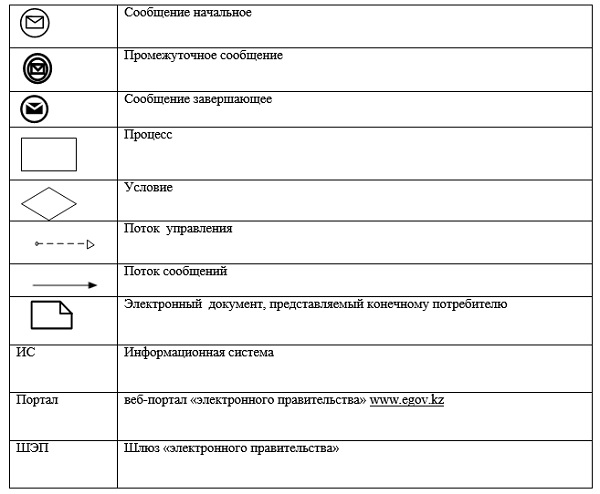 Сообщение начальное
Промежуточное сообщение
Сообщение завершающее
Процесс
Условие
Поток управления
Поток сообщений
Электронный документ, представляемый конечному потребителю
ИС Информационная система
Портал веб-портал «электронного правительства» www.egov.kz
ШЭП Шлюз «электронного правительства»